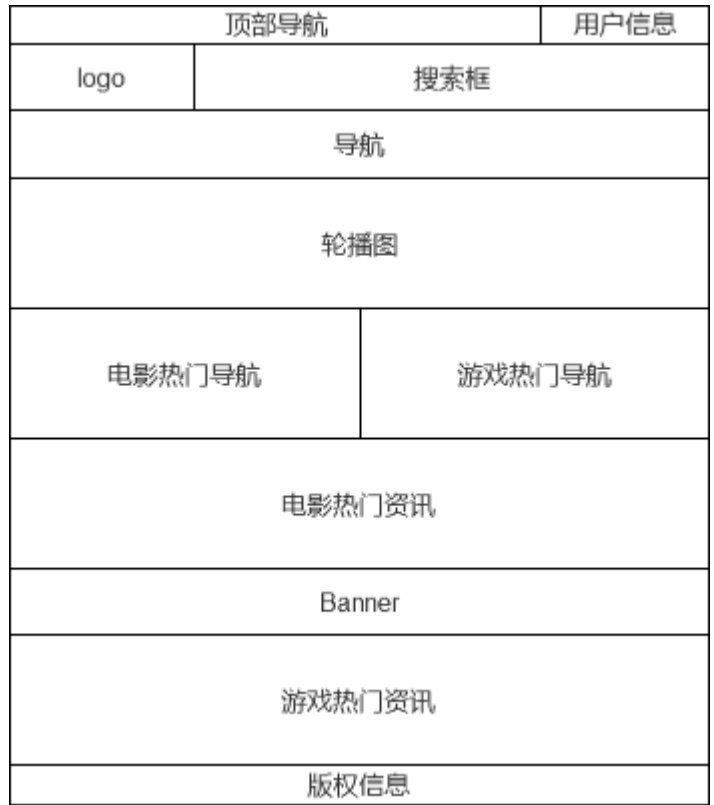 顶部导航
用户信息
logo
搜索框
导航
轮播图
电影热门导航
游戏热门导航
电影热门资讯
Banner
游戏热门资讯
版权信息